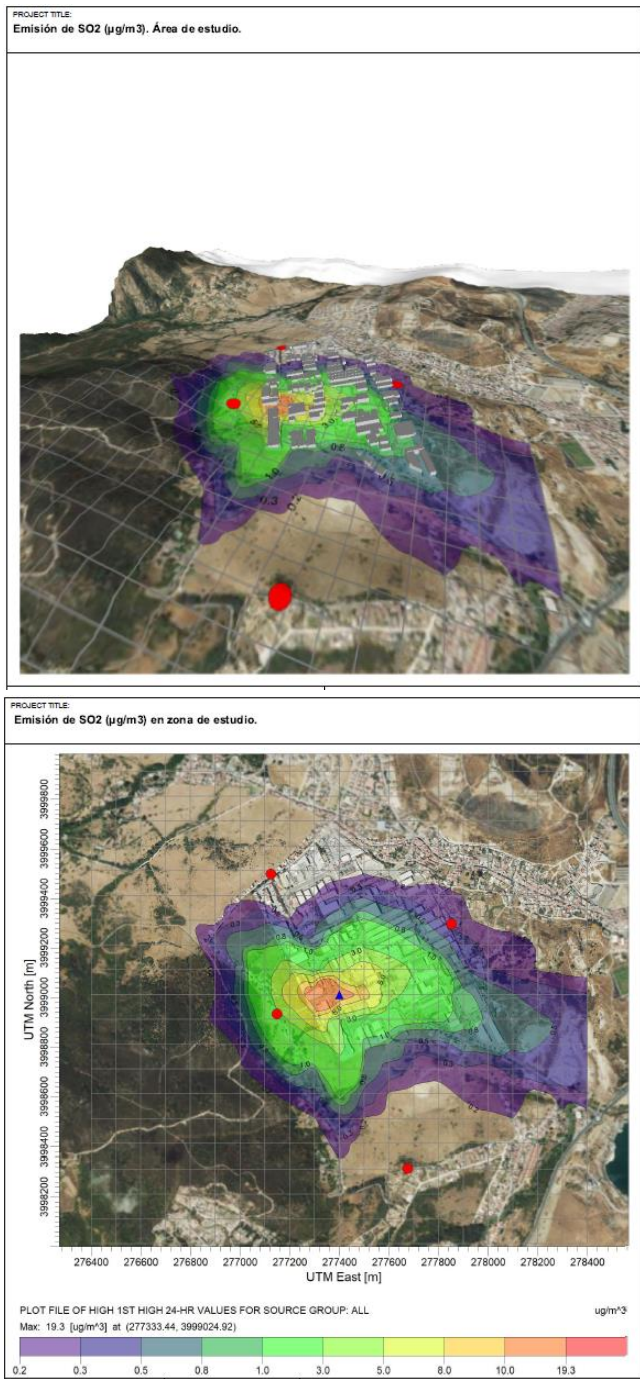 PROJECT TITLE:
Emisión de SO2 (µg/m3). Área de estudio.
PROJECT TITLE:
Emisión de SO2 (µg/m3) en zona de estudio.
UTM North [m]
3999800
3999600
3999400
3999200
3999000
3998800
3998600
3998400
3998200
276400 276600 276800 277000 277200 277400 277600 277800 278000 278200 278400
UTM East [m]
PLOT FILE OF HIGH 1ST HIGH 24-HR VALUES FOR SOURCE GROUP: ALL
ug/m^3
Max: 19.3 [ug/m^3] at (277333.44, 3999024.92)
0.2 0.3 0.5 0.8 1.0 3.0 5.0 8.0 10.0 19.3